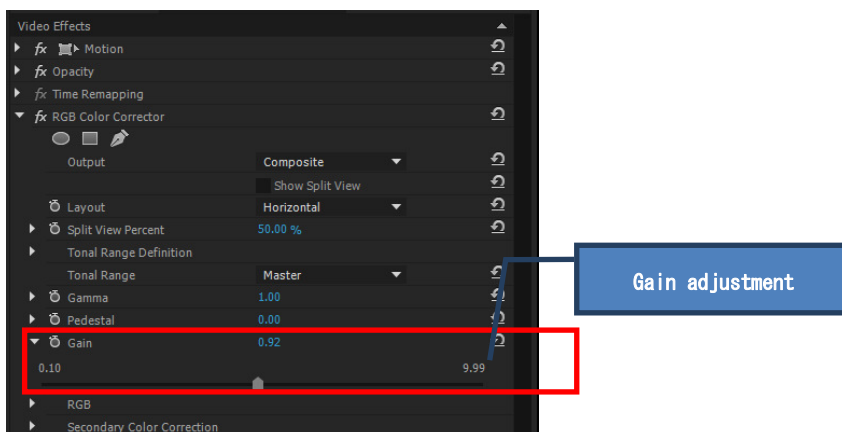 Video Effects
fx Motion
fx Opacity
fx Time Remapping
fx RGB Color Corrector
Output Composite
Show Split View
Layout Horizontal
Split View Percent 50.00 %
Tonal Range Definition
Tonal Range Master
Gamma 1.00
Pedestal 0.00
Gain 0.92
0.10 9.99
RGB
Secondary Color Correction
Gain adjustment